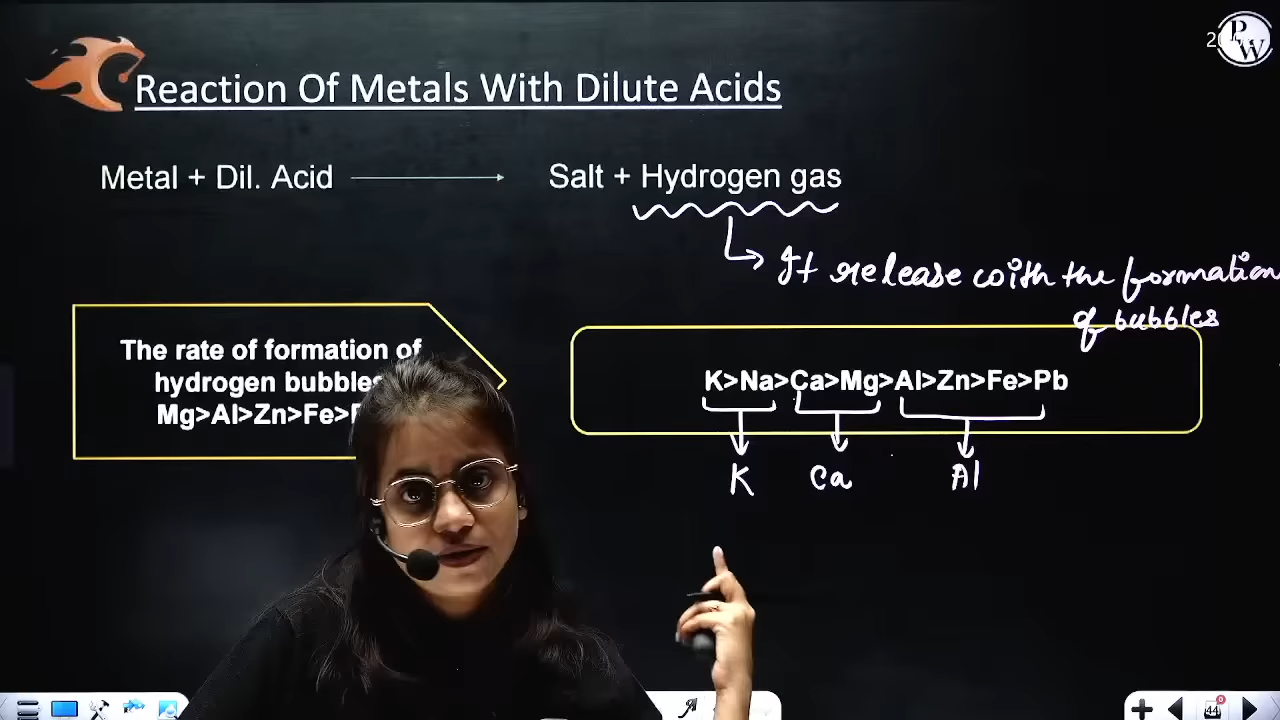 PW
Reaction Of Metals With Dilute Acids
Metal + Dil. Acid
Salt + Hydrogen gas
It release with the formation
of bubbles
The rate of formation of
hydrogen bubbles
Mg>Al>Zn>Fe>
K>Na>Ca>Mg>Al>Zn>Fe>Pb
K
Ca
Al
44